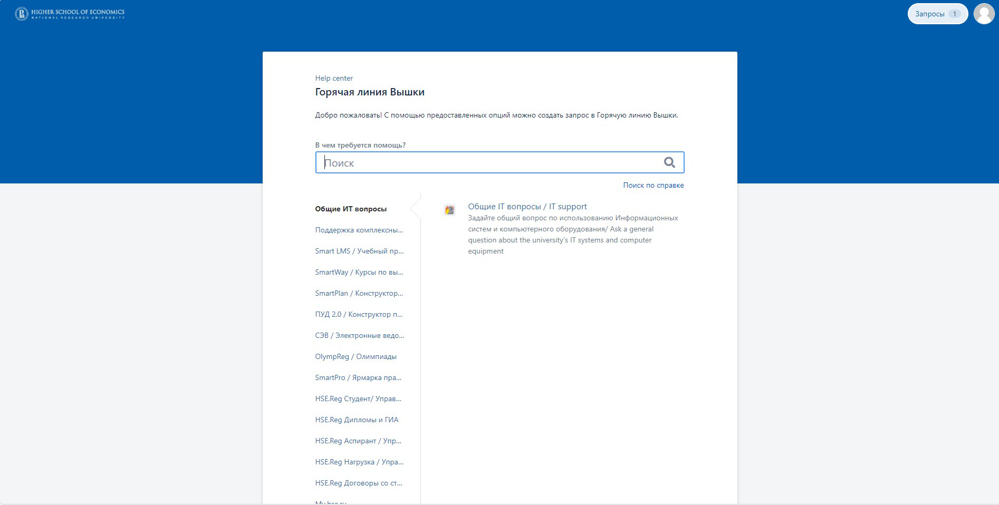 HIGHER SCHOOL OF ECONOMICS
NATIONAL RESEARCH UNIVERSITY
Запросы 1
Help center
Горячая линия Вышки
Добро пожаловать! С помощью предоставленных опций можно создать запрос в Горячую линию Вышки.
В чем требуется помощь?
Поиск
Поиск по справке
Общие ИТ вопросы
Поддержка комплексны...
Smart LMS / Учебный пр...
SmartWay / Курсы по вы...
SmartPlan / Конструктор...
ПУД 2.0 / Конструктор п...
СЭВ / Электронные ведо...
OlympReg / Олимпиады
SmartPro / Ярмарка пра...
HSE.Reg Студент/ Управ...
HSE.Reg Дипломы и ГИА
HSE.Reg Аспирант / Упр...
HSE.Reg Нагрузка / Упра...
HSE.Reg Договоры со ст...
My.hse.ru
Общие IT вопросы / IT support
Задайте общий вопрос по использованию Информационных
систем и компьютерного оборудования/ Ask a general
question about the university's IT systems and computer
equipment